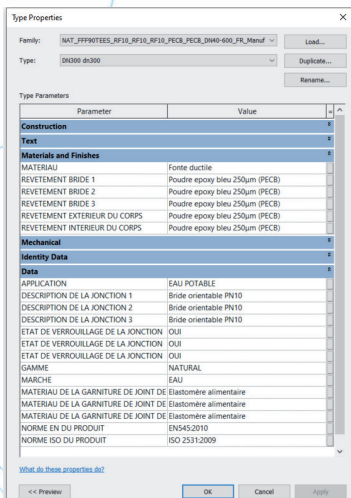 Type Properties
Family: NAT_FFF90TEES_RF10_RF10_RF10_PECB_PECB_DN40-600_FR_Manuf Load...
Type: DN300 dn300 Duplicate...
Rename...
Type Parameters
Parameter Value =
Construction
Text
Materials and Finishes
MATERIAU Fonte ductile
REVETEMENT BRIDE 1 Poudre epoxy bleu 250µm (PECB)
REVETEMENT BRIDE 2 Poudre epoxy bleu 250µm (PECB)
REVETEMENT BRIDE 3 Poudre epoxy bleu 250µm (PECB)
REVETEMENT EXTERIEUR DU CORPS Poudre epoxy bleu 250µm (PECB)
REVETEMENT INTERIEUR DU CORPS Poudre epoxy bleu 250µm (PECB)
Mechanical
Identity Data
Data
APPLICATION EAU POTABLE
DESCRIPTION DE LA JONCTION 1 Bride orientable PN10
DESCRIPTION DE LA JONCTION 2 Bride orientable PN10
DESCRIPTION DE LA JONCTION 3 Bride orientable PN10
ETAT DE VERROUILLAGE DE LA JONCTION OUI
ETAT DE VERROUILLAGE DE LA JONCTION OUI
ETAT DE VERROUILLAGE DE LA JONCTION OUI
GAMME NATURAL
MARCHE EAU
MATERIAU DE LA GARNITURE DE JOINT DE Elastomère alimentaire
MATERIAU DE LA GARNITURE DE JOINT DE Elastomère alimentaire
MATERIAU DE LA GARNITURE DE JOINT DE Elastomère alimentaire
NORME EN DU PRODUIT EN545:2010
NORME ISO DU PRODUIT ISO 2531:2009
What do these properties do?
<< Preview OK Cancel Apply